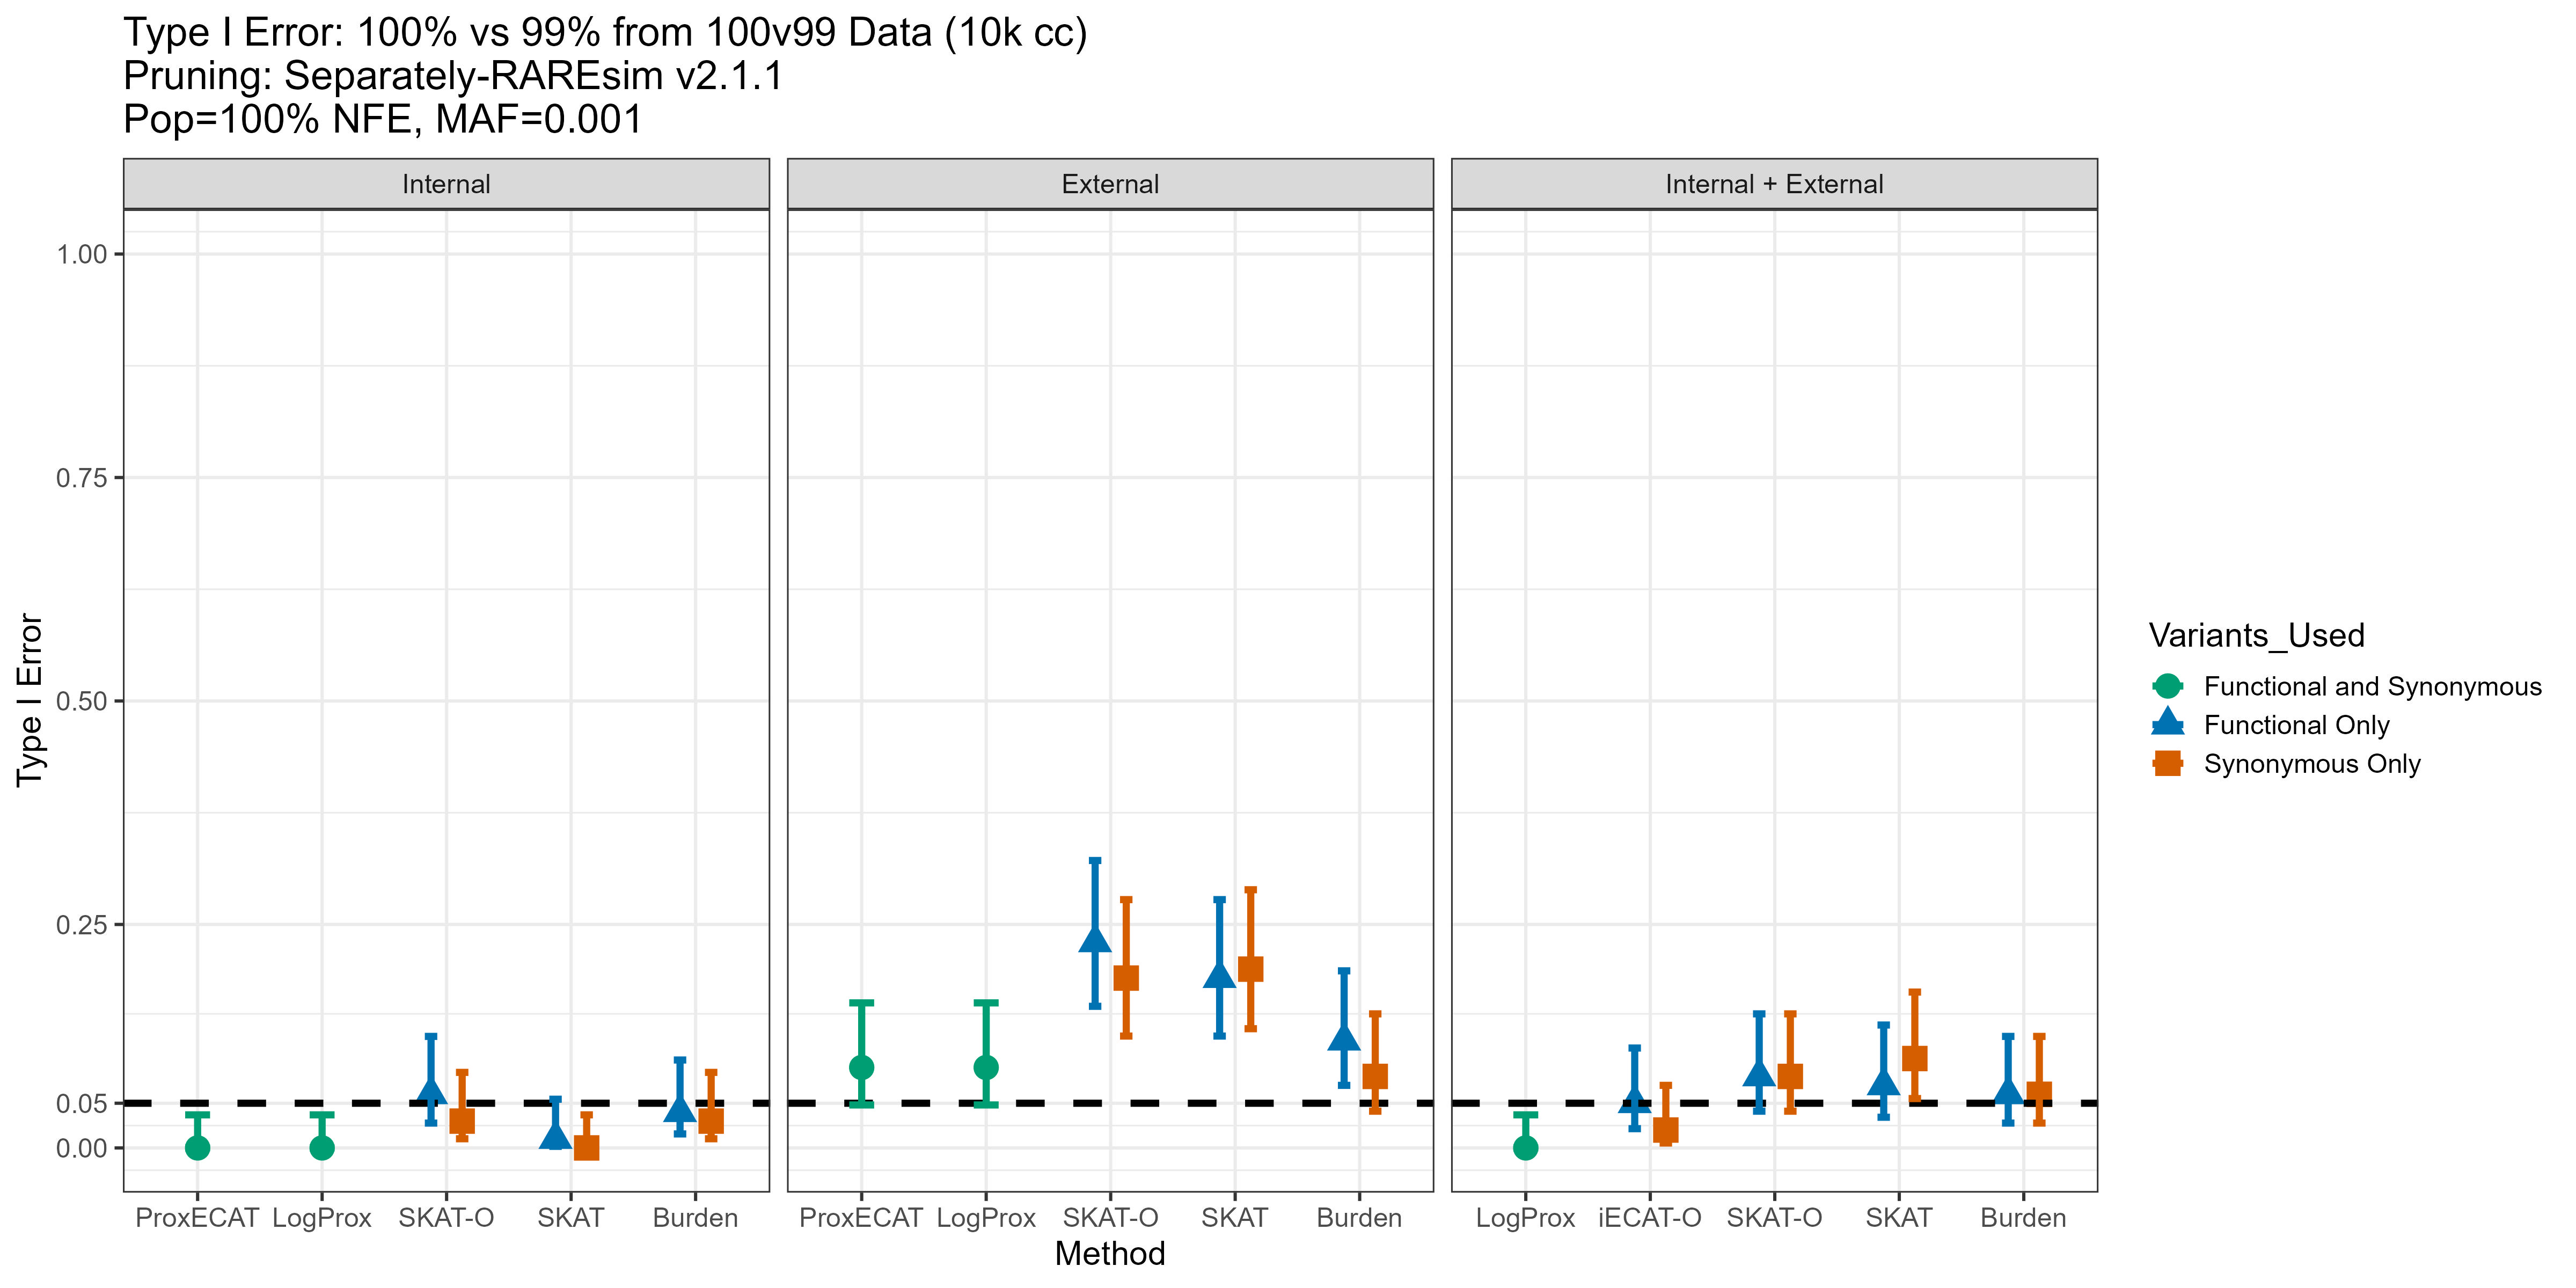 Type I Error: 100% vs 99% from 100v99 Data (10k cc)
Pruning: Separately-RAREsim v2.1.1
Pop=100% NFE, MAF=0.001
Internal
External
Internal + External
Type I Error
1.00
0.75
0.50
0.25
0.05
0.00
ProxECAT LogProx SKAT-O SKAT Burden
ProxECAT LogProx SKAT-O SKAT Burden
LogProx iECAT-O SKAT-O SKAT Burden
Method
Variants_Used
Functional and Synonymous
Functional Only
Synonymous Only